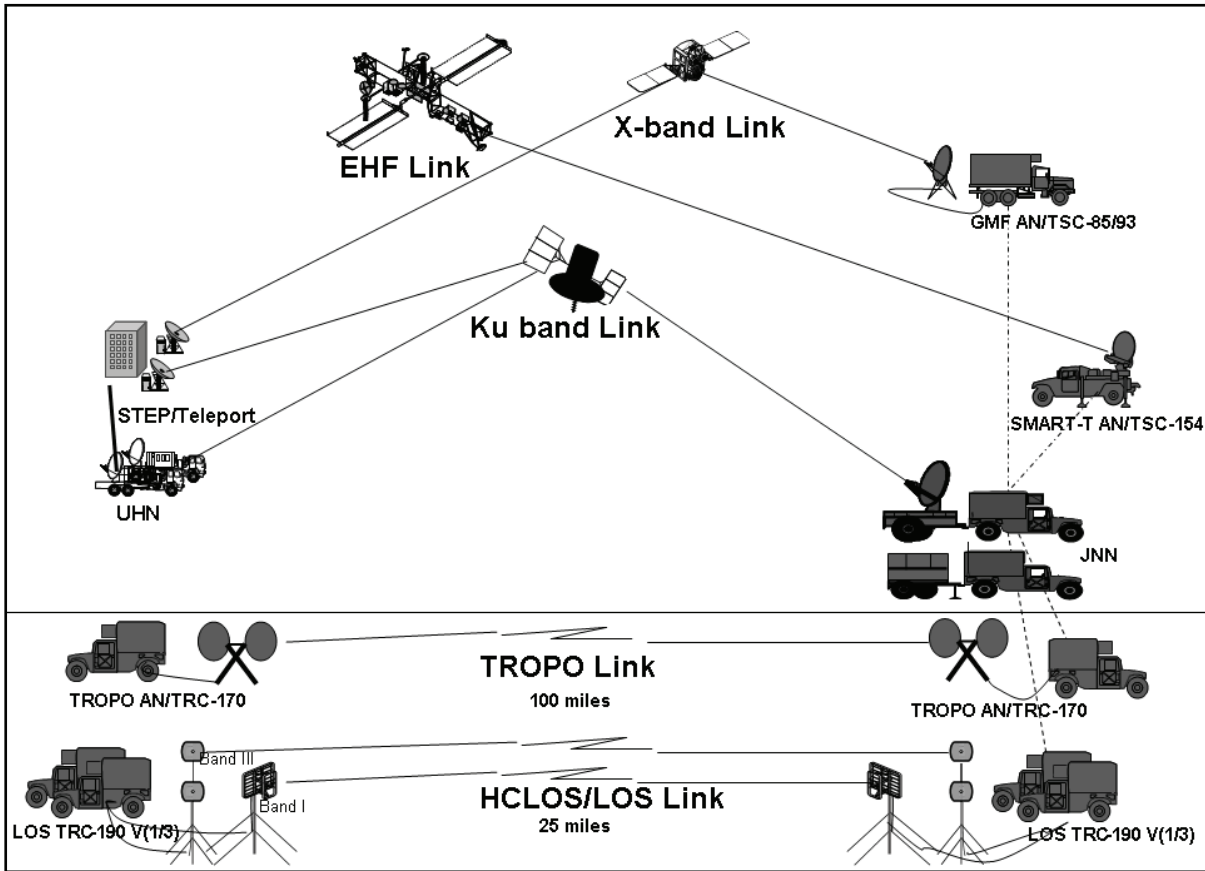 X-band Link
EHF Link
GMF AN/TSC-85/93
Ku band Link
STEP/Teleport
SMART-T AN/TSC-154
UHN
JNN
TROPO Link
TROPO AN/TRC-170
100 miles
TROPO AN/TRC-170
Band III
HCLOS/LOS Link
Band I
25 miles
LOS TRC-190 V(1/3)
LOS TRC-190 V(1/3)